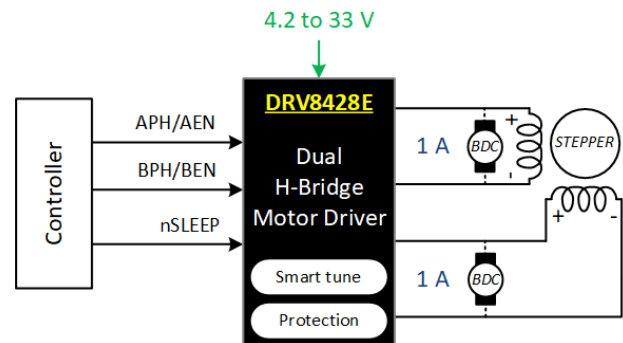 4.2 to 33 V
DRV8428E
Controller
APH/AEN
BPH/BEN
nSLEEP
Dual
H-Bridge
Motor Driver
Smart tune
Protection
1 A
BDC
+
-
STEPPER
+
-
1 A
BDC